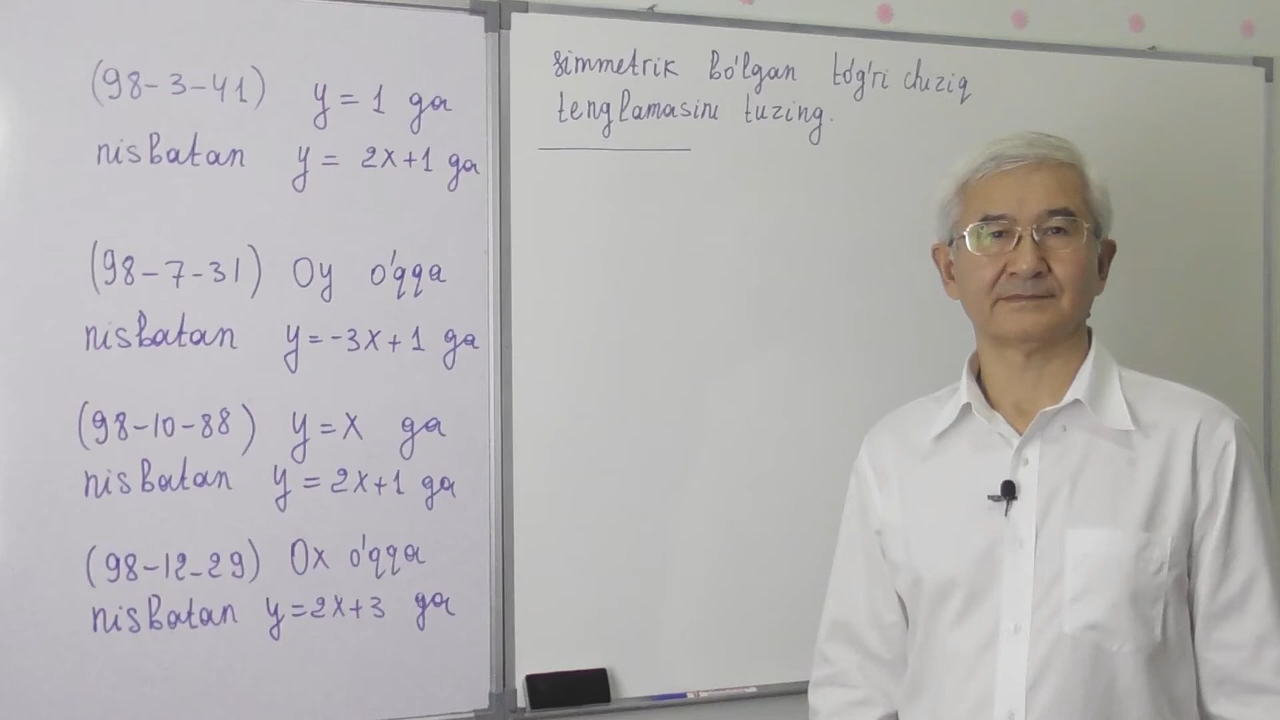 (98-3-41) y = 1 ga
nisbatan y = 2x+1 ga
(98-7-31) Oy o'qqa
nisbatan y=-3x+1 ga
(98-10-88) y=x ga
nisbatan y=2x+1 ga
(98-12-29) Ox o'qqa
nisbatan y=2x+3 ga
simmetrik bo'lgan to'g'ri chiziq
tenglamasini tuzing.